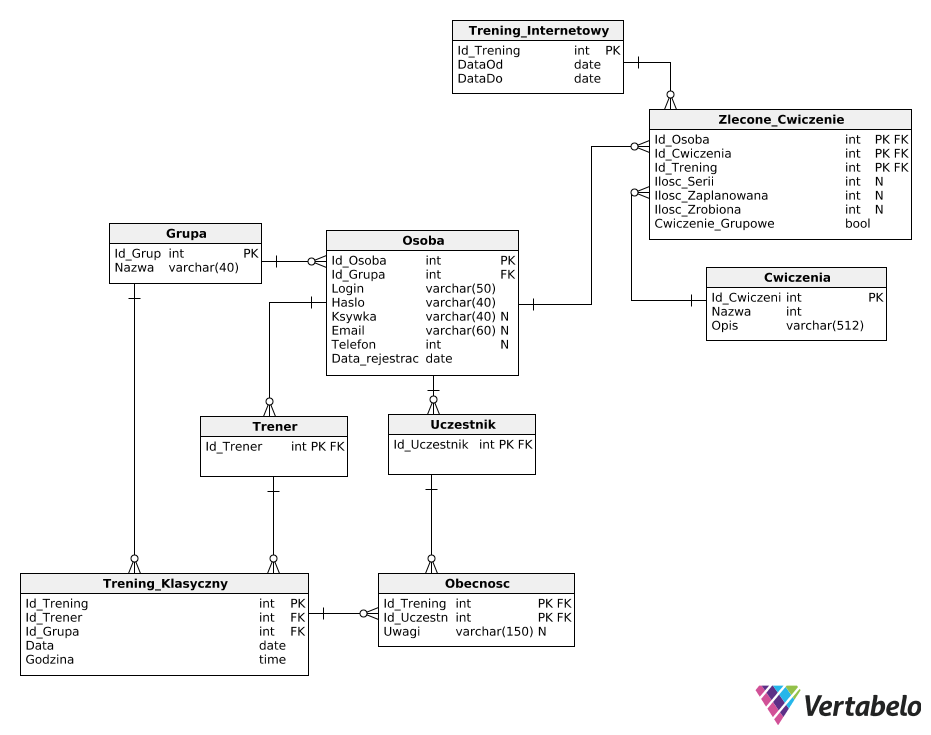 Trening_Internetowy
Id_Trening int PK
DataOd date
DataDo date
Zlecone_Cwiczenie
Id_Osoba int PK FK
Id_Cwiczenia int PK FK
Id_Trening int PK FK
Ilosc_Serii int N
Ilosc_Zaplanowana int N
Ilosc_Zrobiona int N
Cwiczenie_Grupowe bool
Grupa
Id_Grup int PK
Nazwa varchar(40)
Osoba
Id_Osoba int PK
Id_Grupa int FK
Login varchar(50)
Haslo varchar(40)
Ksywka varchar(40) N
Email varchar(60) N
Telefon int N
Data_rejestrac date
Cwiczenia
Id_Cwiczeni int PK
Nazwa int
Opis varchar(512)
Trener
Id_Trener int PK FK
Uczestnik
Id_Uczestnik int PK FK
Trening_Klasyczny
Id_Trening int PK
Id_Trener int FK
Id_Grupa int FK
Data date
Godzina time
Obecnosc
Id_Trening int PK FK
Id_Uczestn int PK FK
Uwagi varchar(150) N
Vertabelo